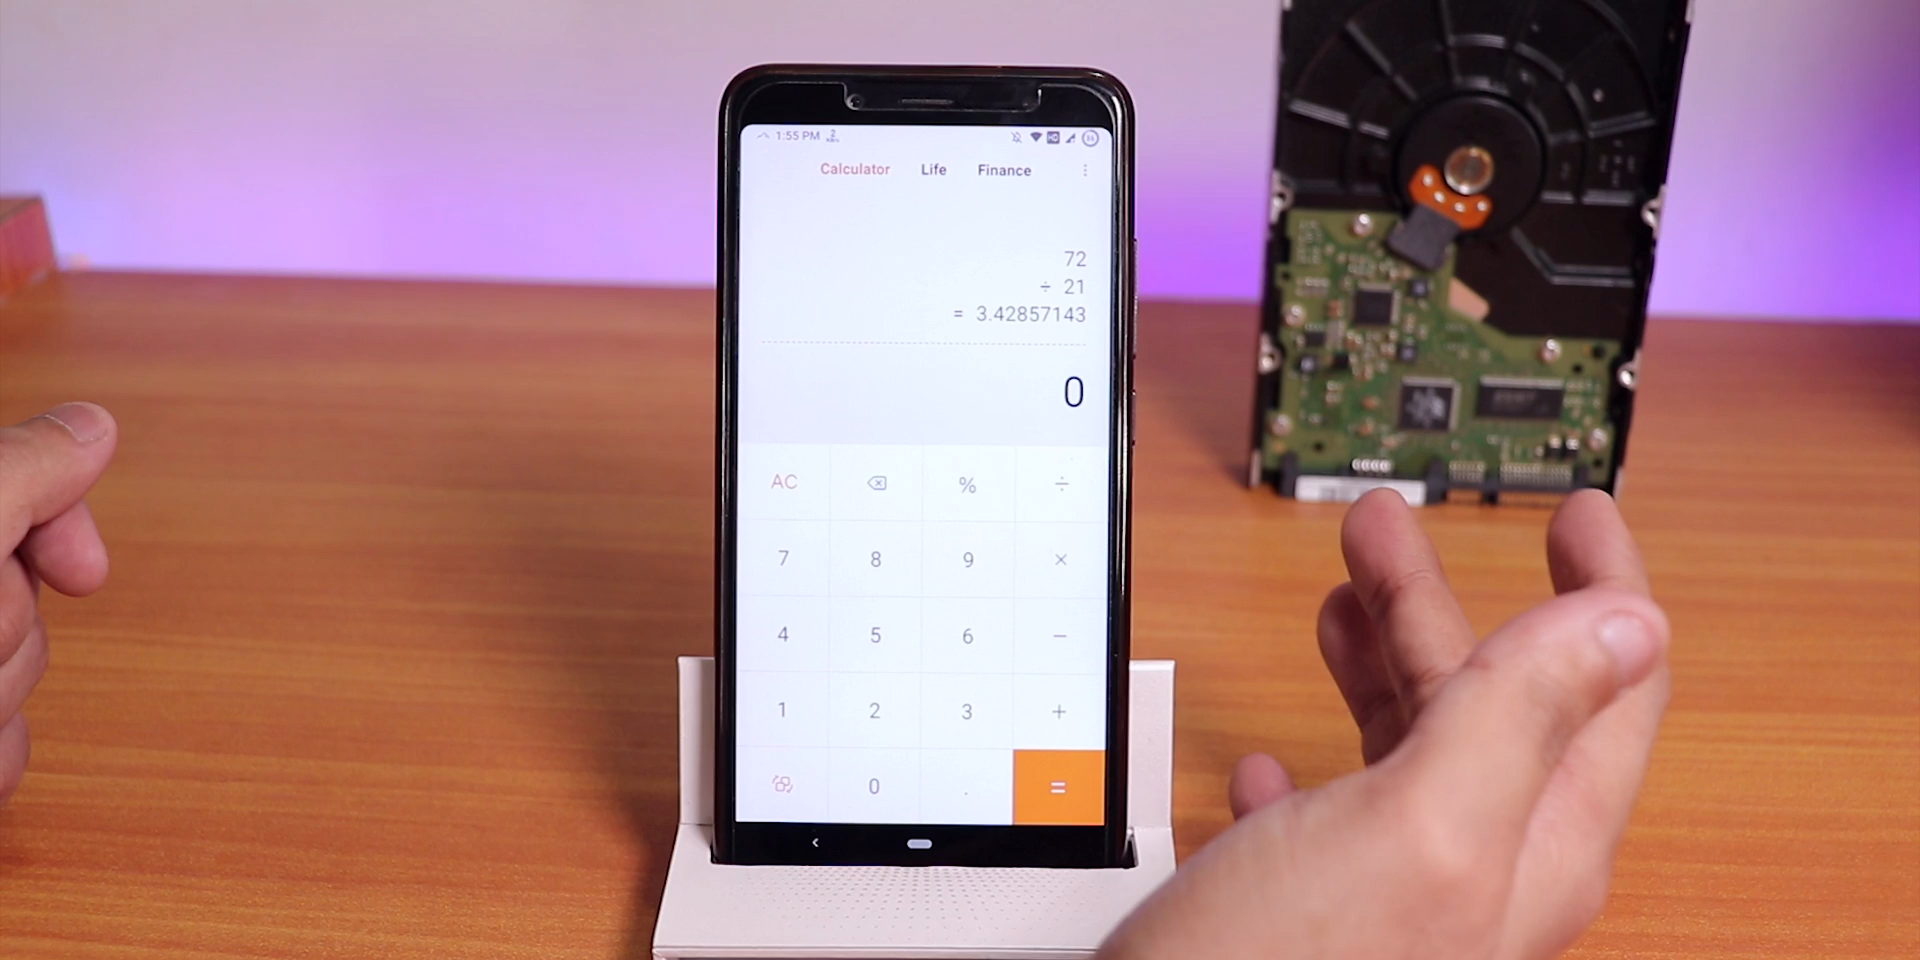 1:55 PM 2
Calculator Life Finance
72
÷ 21
= 3.42857143
0
AC % ÷
7 8 9 ×
4 5 6 −
1 2 3 +
0 . =